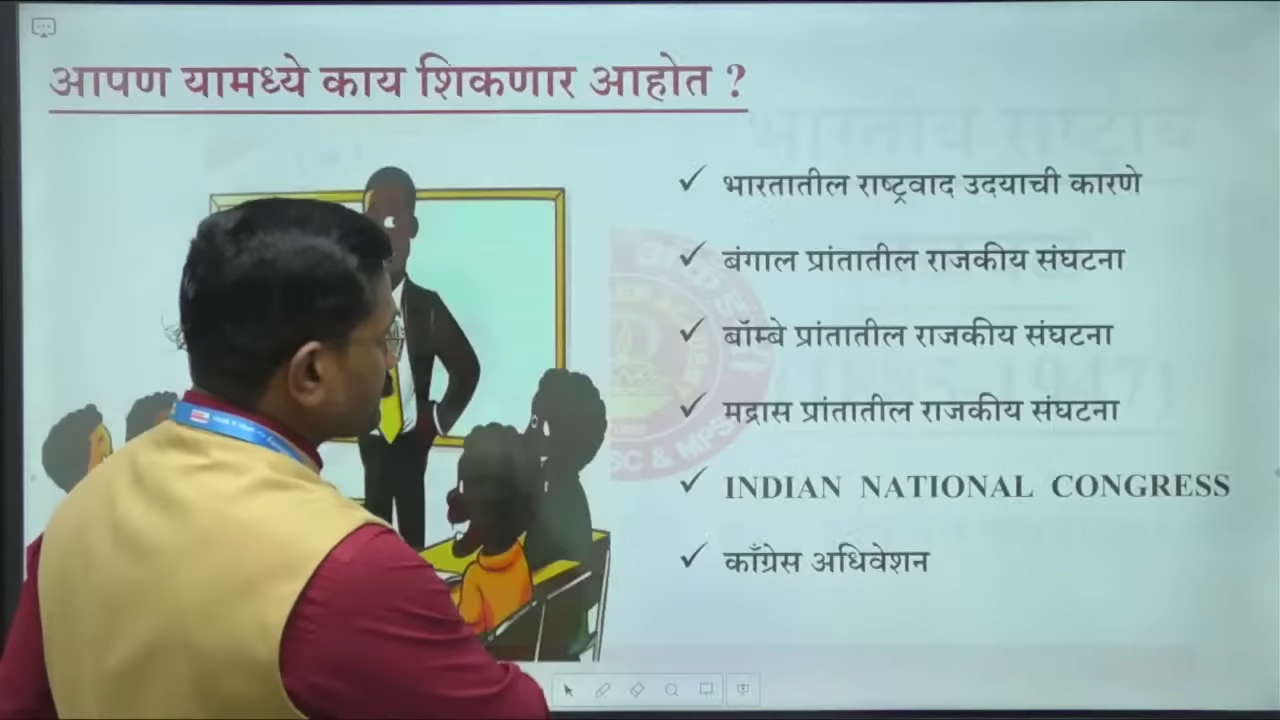 आपण यामध्ये काय शिकणार आहोत ?
भारतातील राष्ट्रवाद उदयाची कारणे
बंगाल प्रांतातील राजकीय संघटना
बॉम्बे प्रांतातील राजकीय संघटना
मद्रास प्रांतातील राजकीय संघटना
INDIAN NATIONAL CONGRESS
काँग्रेस अधिवेशन